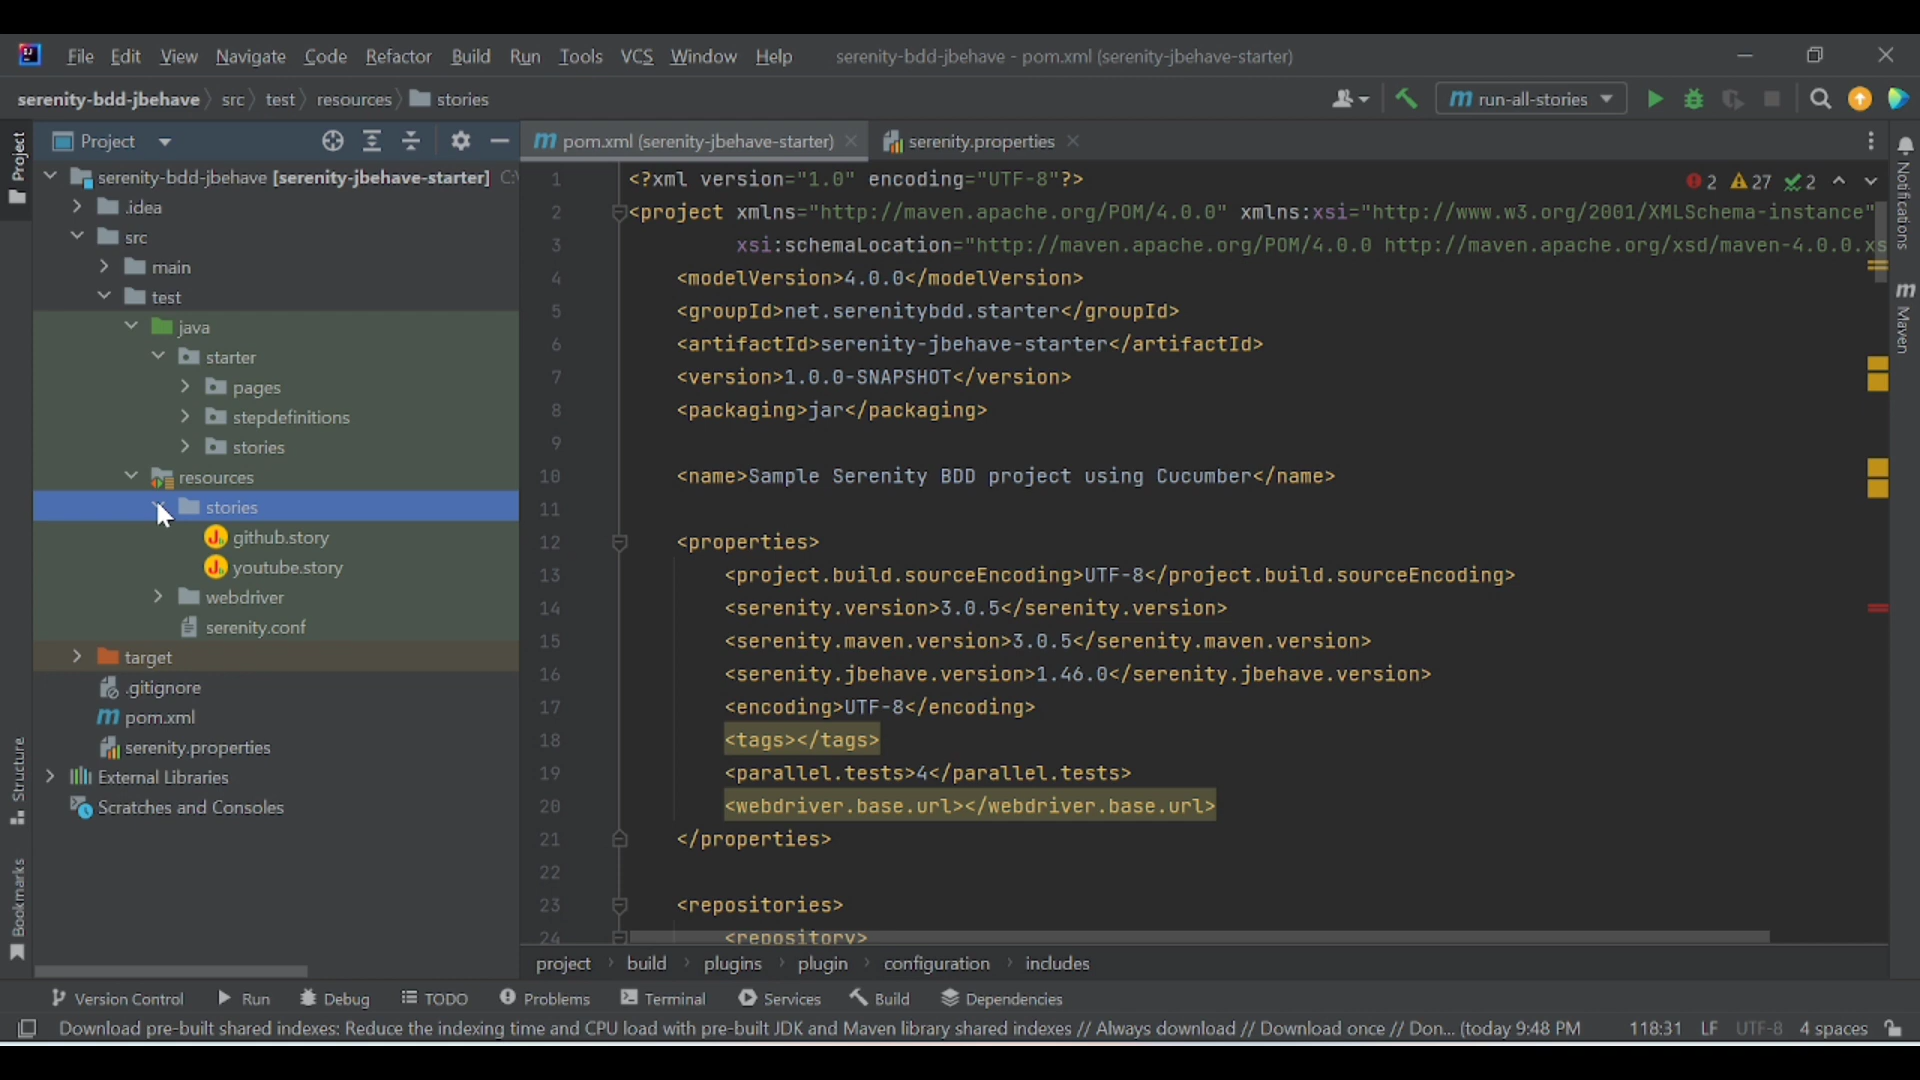 File Edit View Navigate Code Refactor Build Run Tools VCS Window Help serenity-bdd-jbehave - pom.xml (serenity-jbehave-starter)
serenity-bdd-jbehave src test resources stories run-all-stories
Project
pom.xml (serenity-jbehave-starter) serenity.properties
Project
serenity-bdd-jbehave [serenity-jbehave-starter]
.idea
src
main
test
java
starter
pages
stepdefinitions
stories
resources
stories
github.story
youtube.story
webdriver
serenity.conf
target
.gitignore
pom.xml
serenity.properties
External Libraries
Scratches and Consoles
Structure
Bookmarks
2 27 2
1 <?xml version="1.0" encoding="UTF-8"?>
2 <project xmlns="http://maven.apache.org/POM/4.0.0" xmlns:xsi="http://www.w3.org/2001/XMLSchema-instance"
3 xsi:schemaLocation="http://maven.apache.org/POM/4.0.0 http://maven.apache.org/xsd/maven-4.0.0.xs
4 <modelVersion>4.0.0</modelVersion>
5 <groupId>net.serenitybdd.starter</groupId>
6 <artifactId>serenity-jbehave-starter</artifactId>
7 <version>1.0.0-SNAPSHOT</version>
8 <packaging>jar</packaging>
9
10 <name>Sample Serenity BDD project using Cucumber</name>
11
12 <properties>
13 <project.build.sourceEncoding>UTF-8</project.build.sourceEncoding>
14 <serenity.version>3.0.5</serenity.version>
15 <serenity.maven.version>3.0.5</serenity.maven.version>
16 <serenity.jbehave.version>1.46.0</serenity.jbehave.version>
17 <encoding>UTF-8</encoding>
18 <tags></tags>
19 <parallel.tests>4</parallel.tests>
20 <webdriver.base.url></webdriver.base.url>
21 </properties>
22
23 <repositories>
24 <repository>
Notifications
Maven
project build plugins plugin configuration includes
Version Control Run Debug TODO Problems Terminal Services Build Dependencies
Download pre-built shared indexes: Reduce the indexing time and CPU load with pre-built JDK and Maven library shared indexes // Always download // Download once // Don... (today 9:48 PM 118:31 LF UTF-8 4 spaces